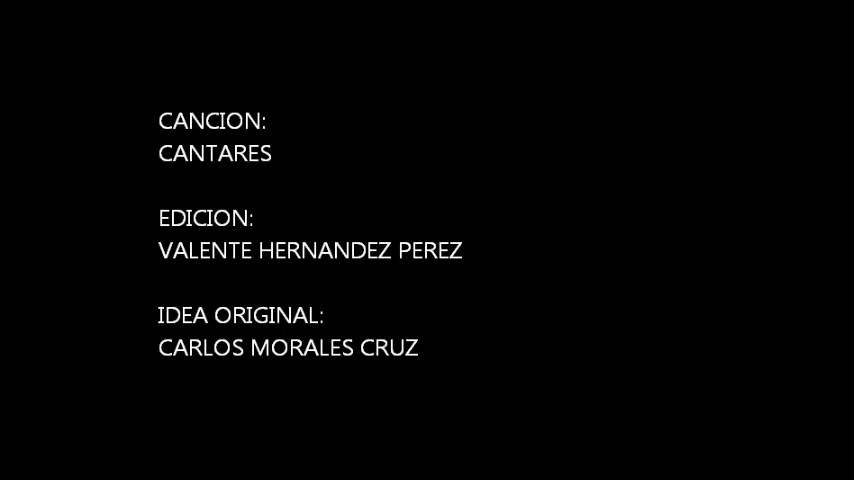 CANCION:
CANTARES
EDICION:
VALENTE HERNANDEZ PEREZ
IDEA ORIGINAL:
CARLOS MORALES CRUZ